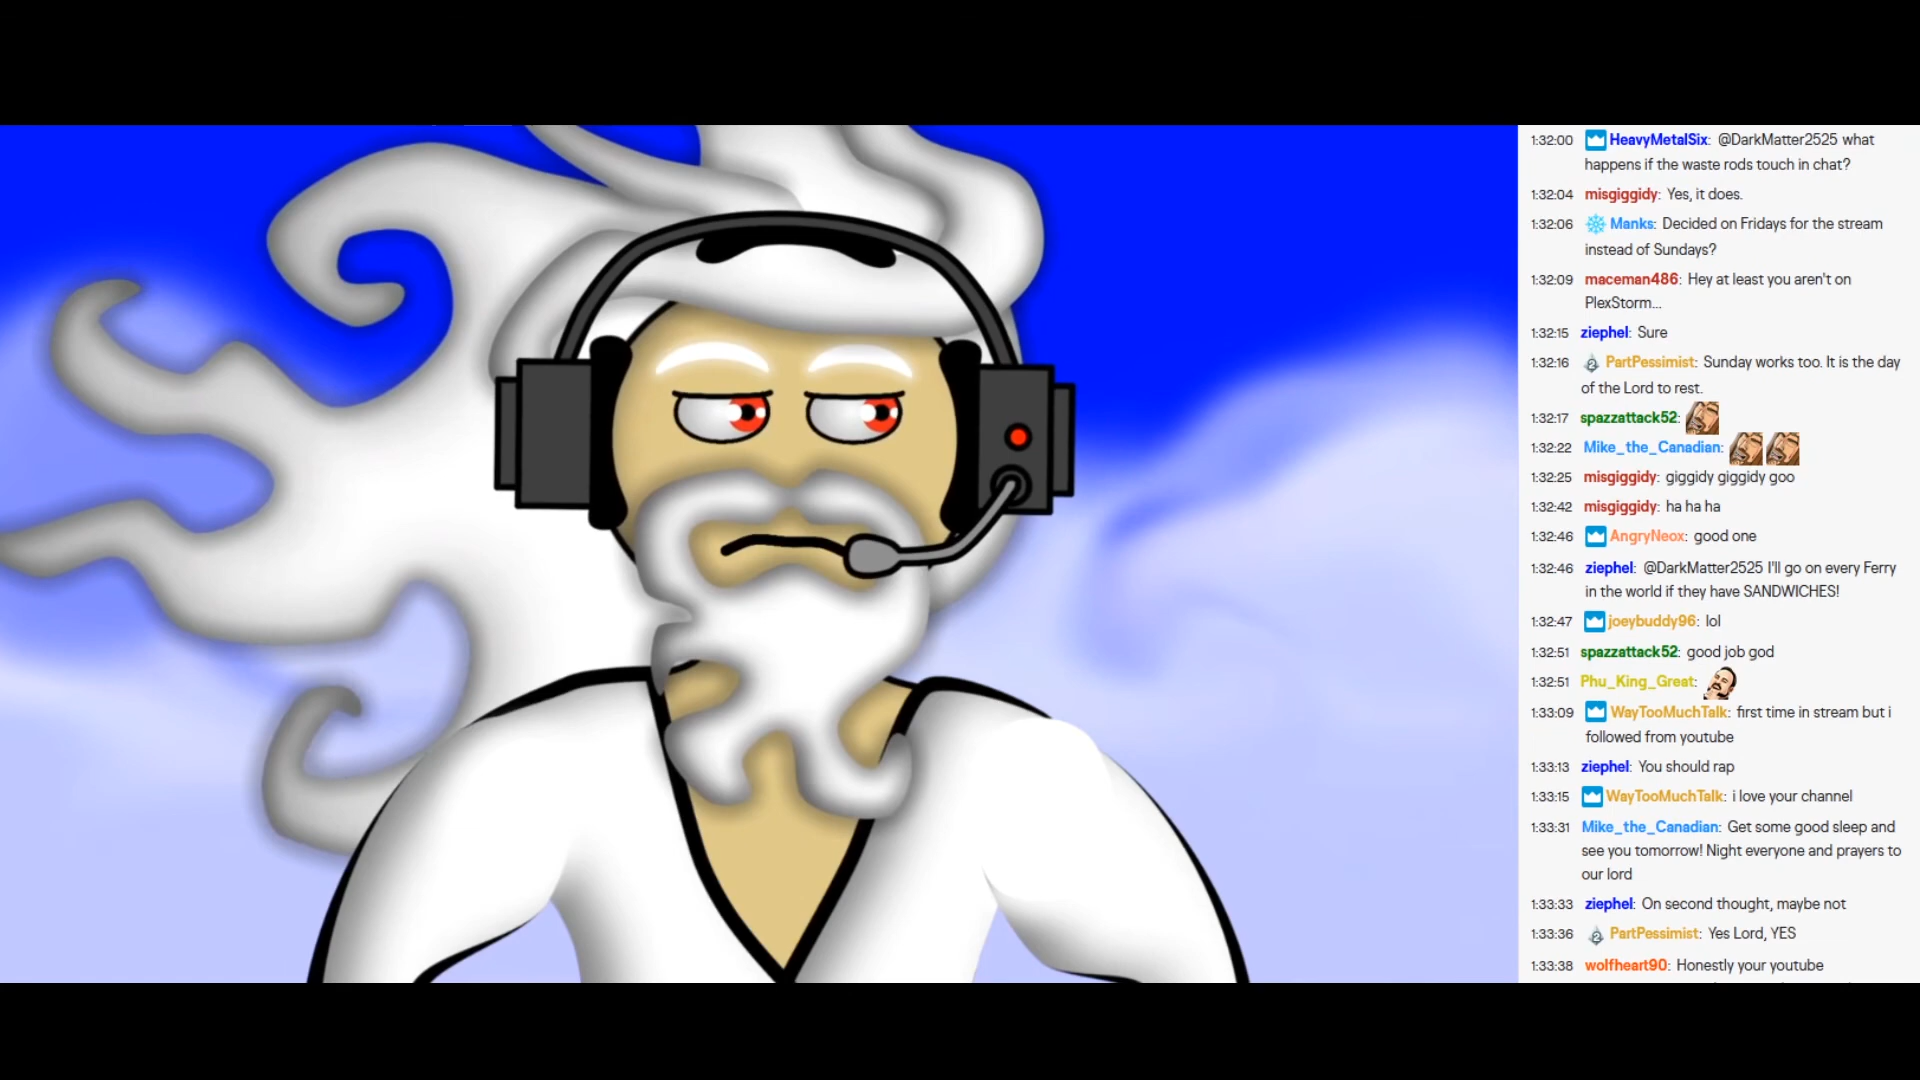 1:32:00 HeavyMetalSix: @DarkMatter2525 what
happens if the waste rods touch in chat?
1:32:04 misgiggidy: Yes, it does.
1:32:06 Manks: Decided on Fridays for the stream
instead of Sundays?
1:32:09 maceman486: Hey at least you aren't on
PlexStorm...
1:32:15 ziephel: Sure
1:32:16 2 PartPessimist: Sunday works too. It is the day
of the Lord to rest.
1:32:17 spazzattack52:
1:32:22 Mike_the_Canadian:
1:32:25 misgiggidy: giggidy giggidy goo
1:32:42 misgiggidy: ha ha ha
1:32:46 AngryNeox: good one
1:32:46 ziephel: @DarkMatter2525 I'll go on every Ferry
in the world if they have SANDWICHES!
1:32:47 joeybuddy96: lol
1:32:51 spazzattack52: good job god
1:32:51 Phu_King_Great:
1:33:09 WayTooMuchTalk: first time in stream but i
followed from youtube
1:33:13 ziephel: You should rap
1:33:15 WayTooMuchTalk: i love your channel
1:33:31 Mike_the_Canadian: Get some good sleep and
see you tomorrow! Night everyone and prayers to
our lord
1:33:33 ziephel: On second thought, maybe not
1:33:36 2 PartPessimist: Yes Lord, YES
1:33:38 wolfheart90: Honestly your youtube